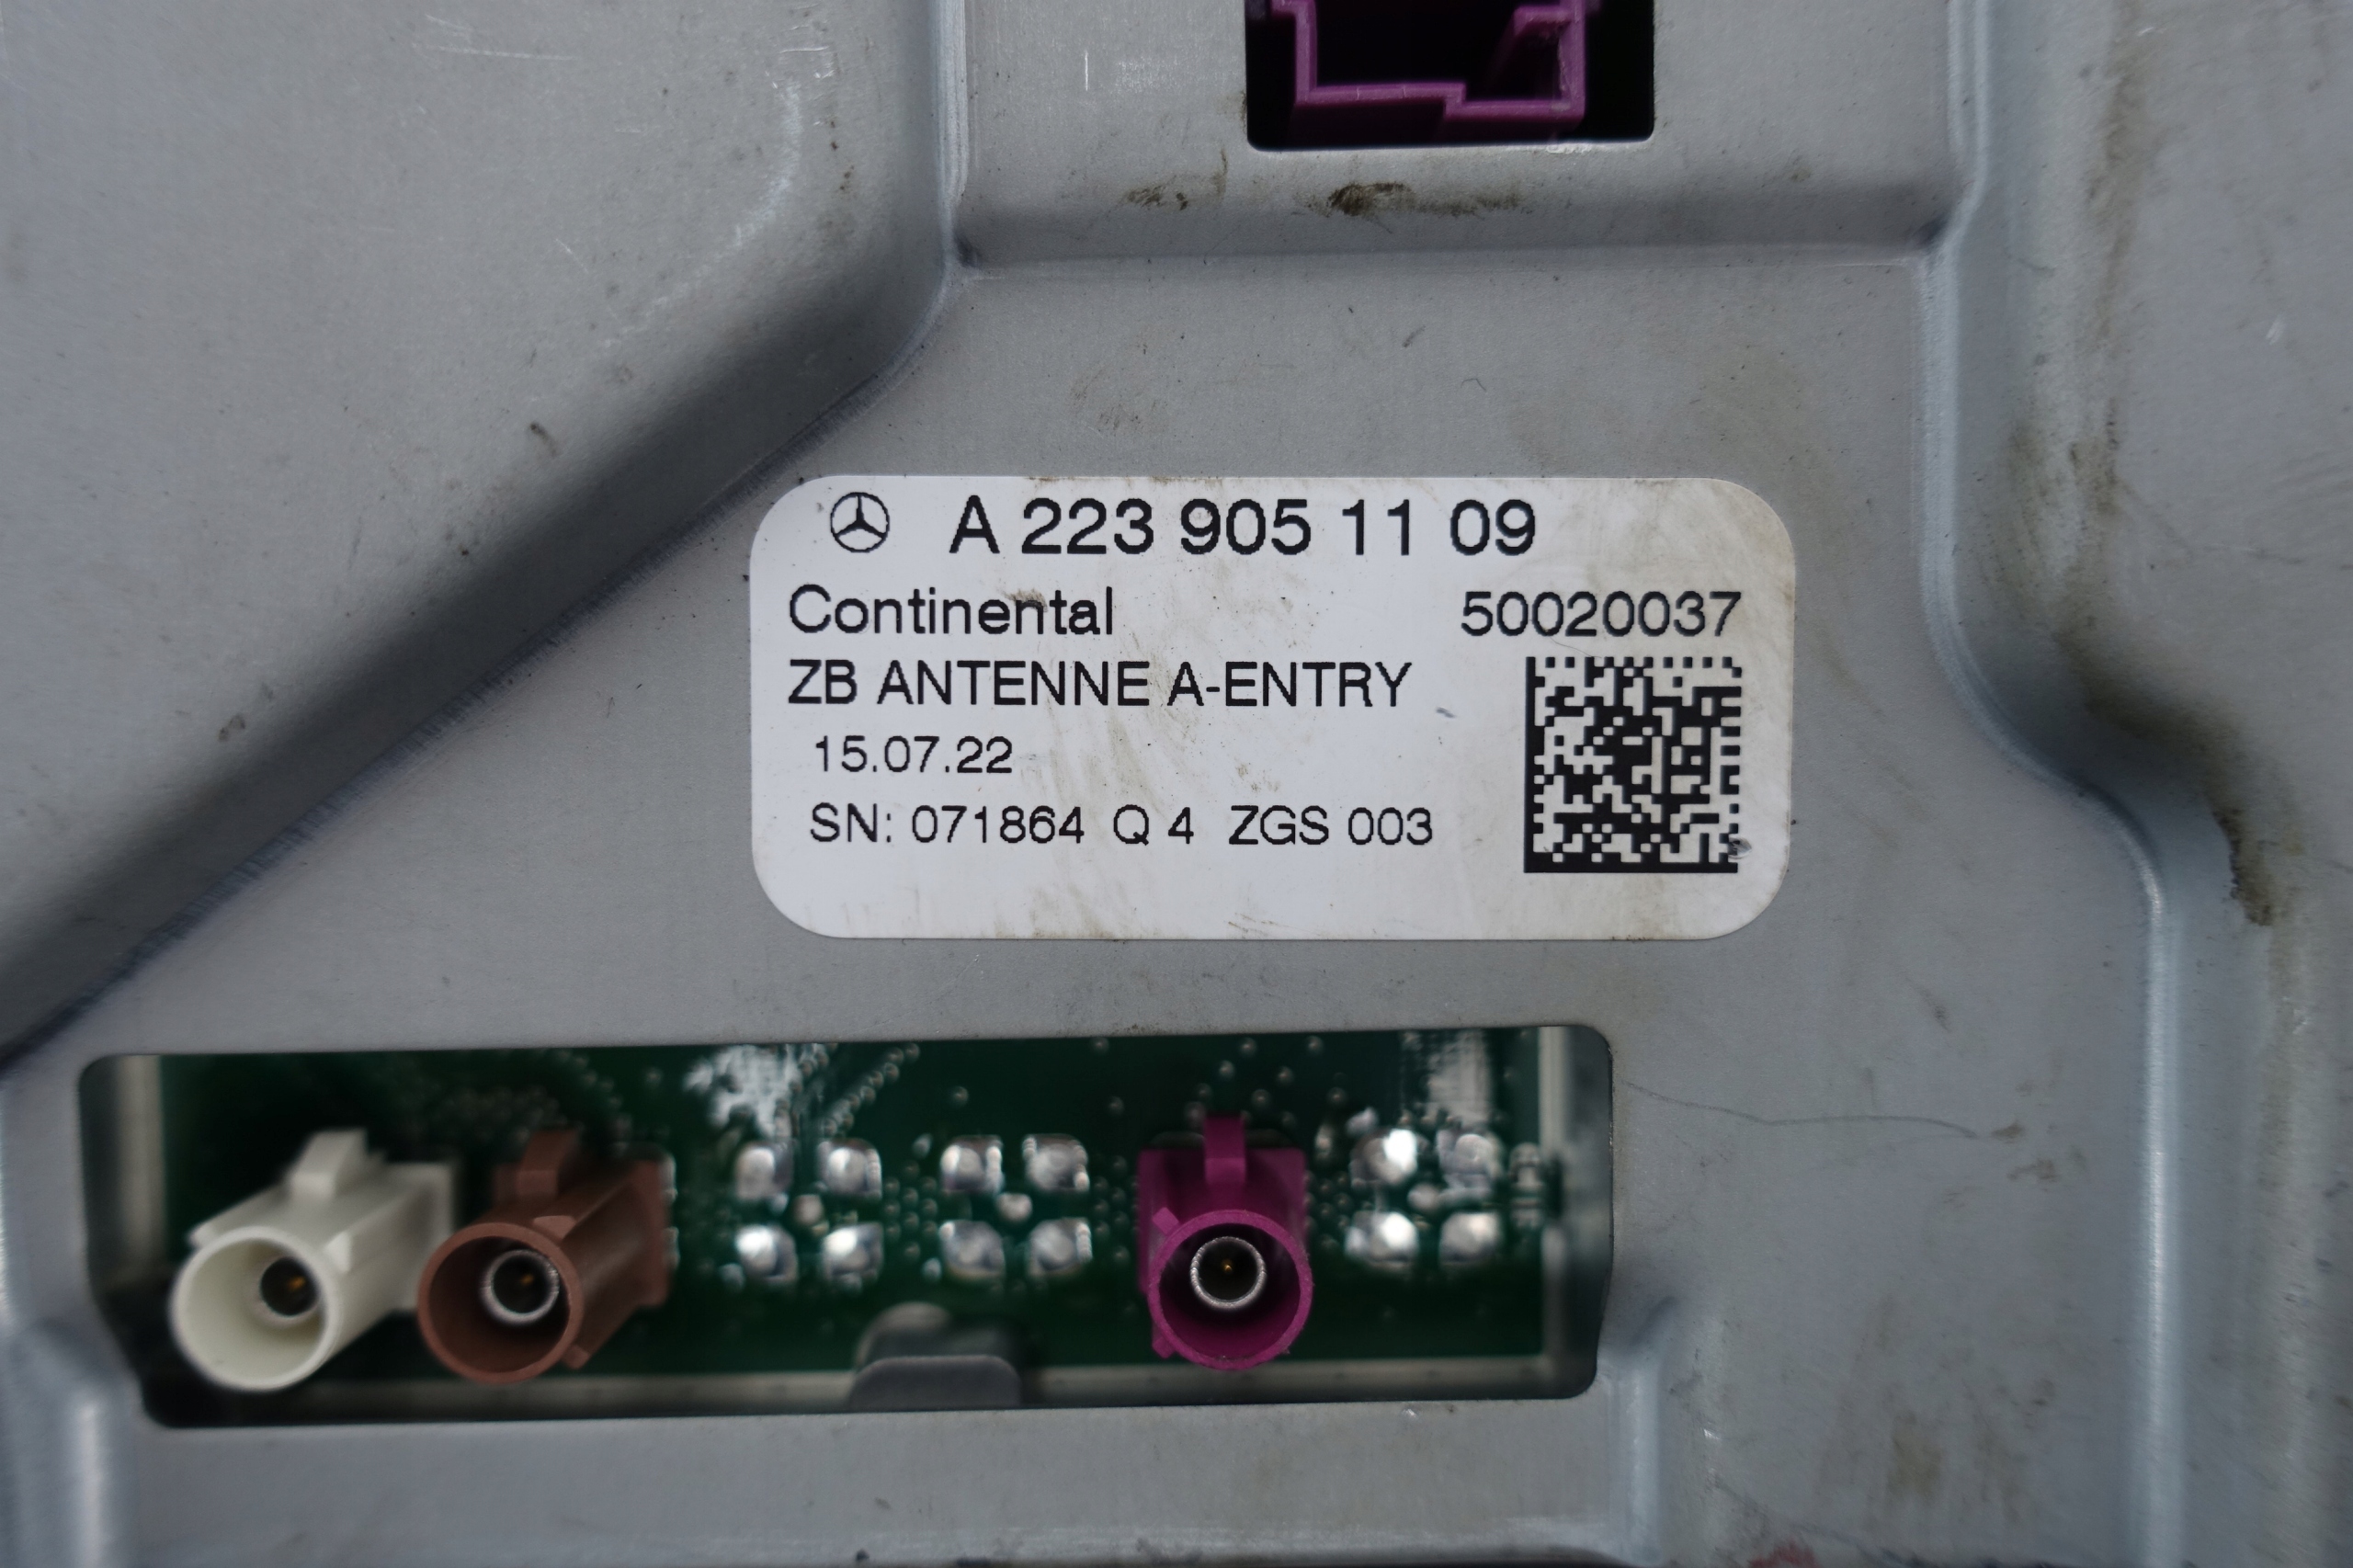 A 223 905 11 09
Continental 50020037
ZB ANTENNE A-ENTRY
15.07.22
SN: 071864 Q 4 ZGS 003